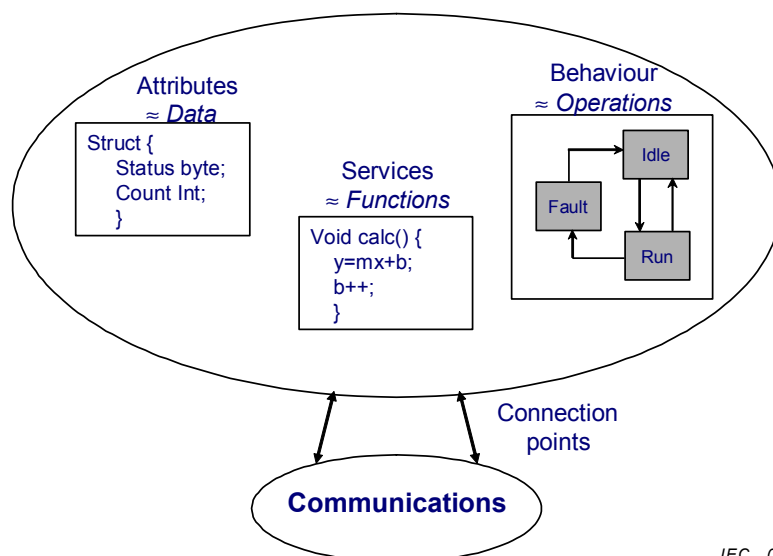 Attributes
≈ Data
Struct {
Status byte;
Count Int;
}
Services
≈ Functions
Void calc() {
y=mx+b;
b++;
}
Behaviour
≈ Operations
Idle
Fault
Run
Connection
points
Communications
IEC